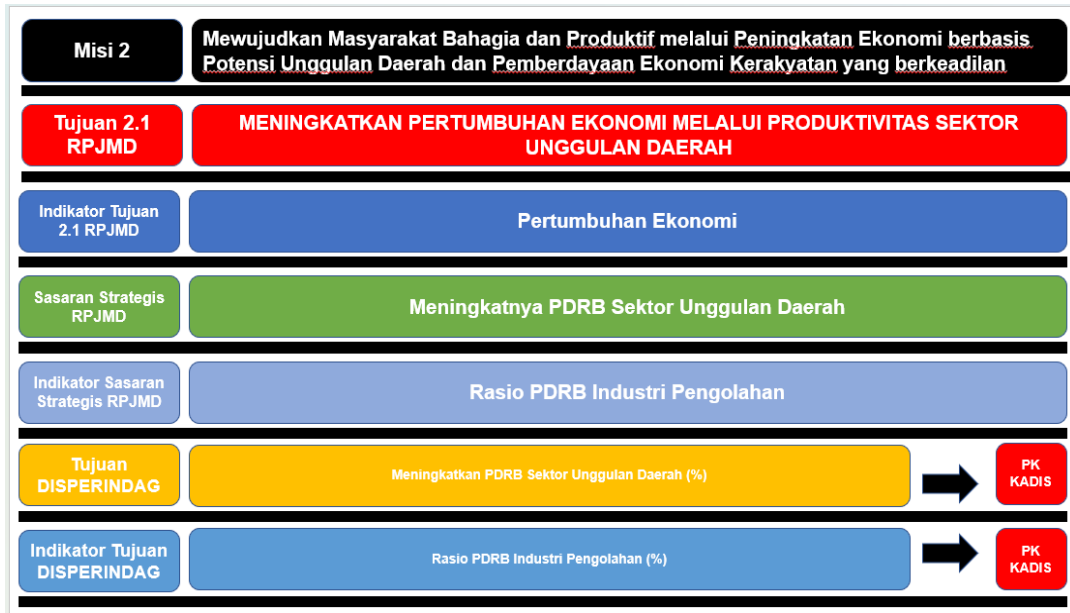 Misi 2
Mewujudkan Masyarakat Bahagia dan Produktif melalui Peningkatan Ekonomi berbasis
Potensi Unggulan Daerah dan Pemberdayaan Ekonomi Kerakyatan yang berkeadilan
Tujuan 2.1
RPJMD
MENINGKATKAN PERTUMBUHAN EKONOMI MELALUI PRODUKTIVITAS SEKTOR
UNGGULAN DAERAH
Indikator Tujuan
2.1 RPJMD
Pertumbuhan Ekonomi
Sasaran Strategis
RPJMD
Meningkatnya PDRB Sektor Unggulan Daerah
Indikator Sasaran
Strategis RPJMD
Rasio PDRB Industri Pengolahan
Tujuan
DISPERINDAG
Meningkatkan PDRB Sektor Unggulan Daerah (%)
PK
KADIS
Indikator Tujuan
DISPERINDAG
Rasio PDRB Industri Pengolahan (%)
PK
KADIS